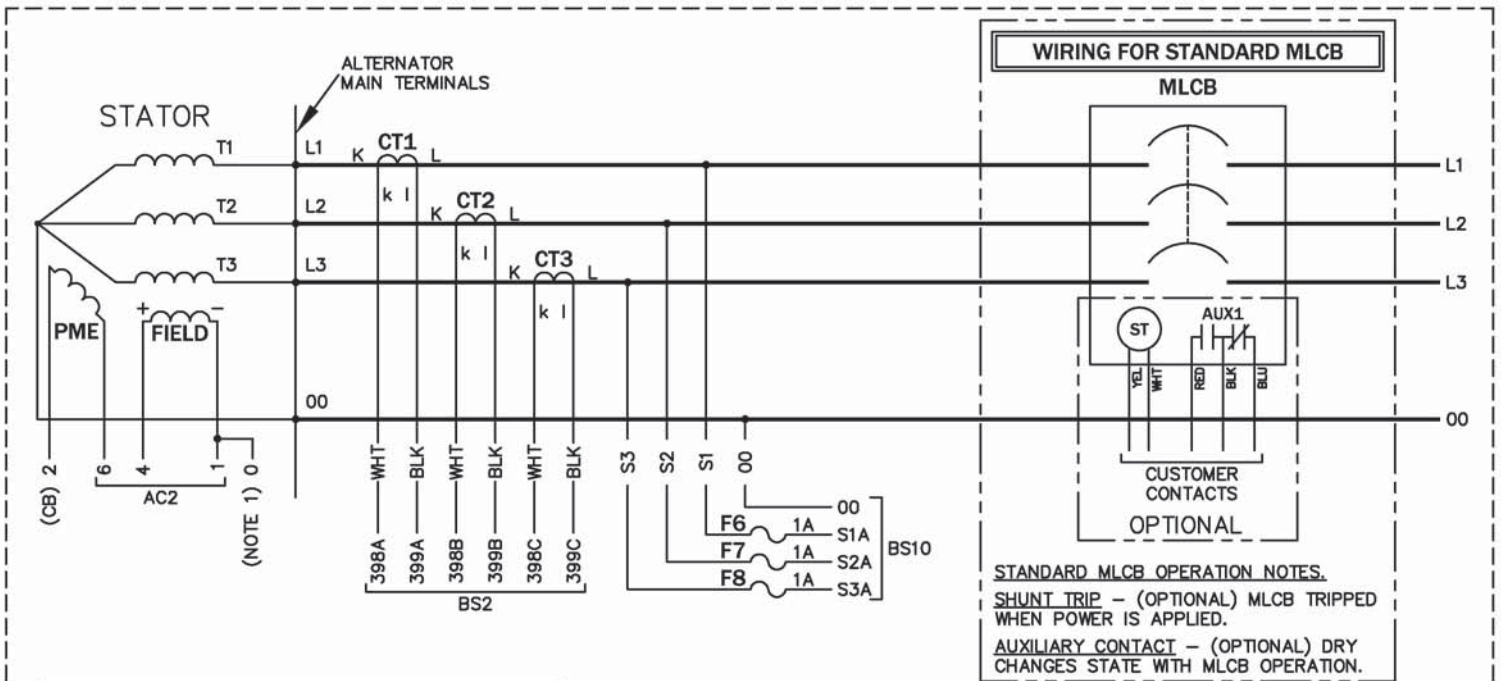 WIRING FOR STANDARD MLCB
MLCB
ALTERNATOR
MAIN TERMINALS
STATOR
T1
L1
K CT1 L
k l
L1
T2
L2
K CT2 L
k l
L2
T3
L3
K CT3 L
k l
L3
PME
+ FIELD -
ST
AUX1
YEL
WHT
RED
BLK
BLU
00
00
(CB) 2
6
4
1
(NOTE 1) 0
AC2
WHT
BLK
WHT
BLK
WHT
BLK
398A
399A
398B
399B
398C
399C
BS2
S3
S2
S1
00
00
F6 1A S1A
F7 1A S2A
F8 1A S3A
BS10
CUSTOMER
CONTACTS
OPTIONAL
STANDARD MLCB OPERATION NOTES.
SHUNT TRIP – (OPTIONAL) MLCB TRIPPED
WHEN POWER IS APPLIED.
AUXILIARY CONTACT – (OPTIONAL) DRY
CHANGES STATE WITH MLCB OPERATION.